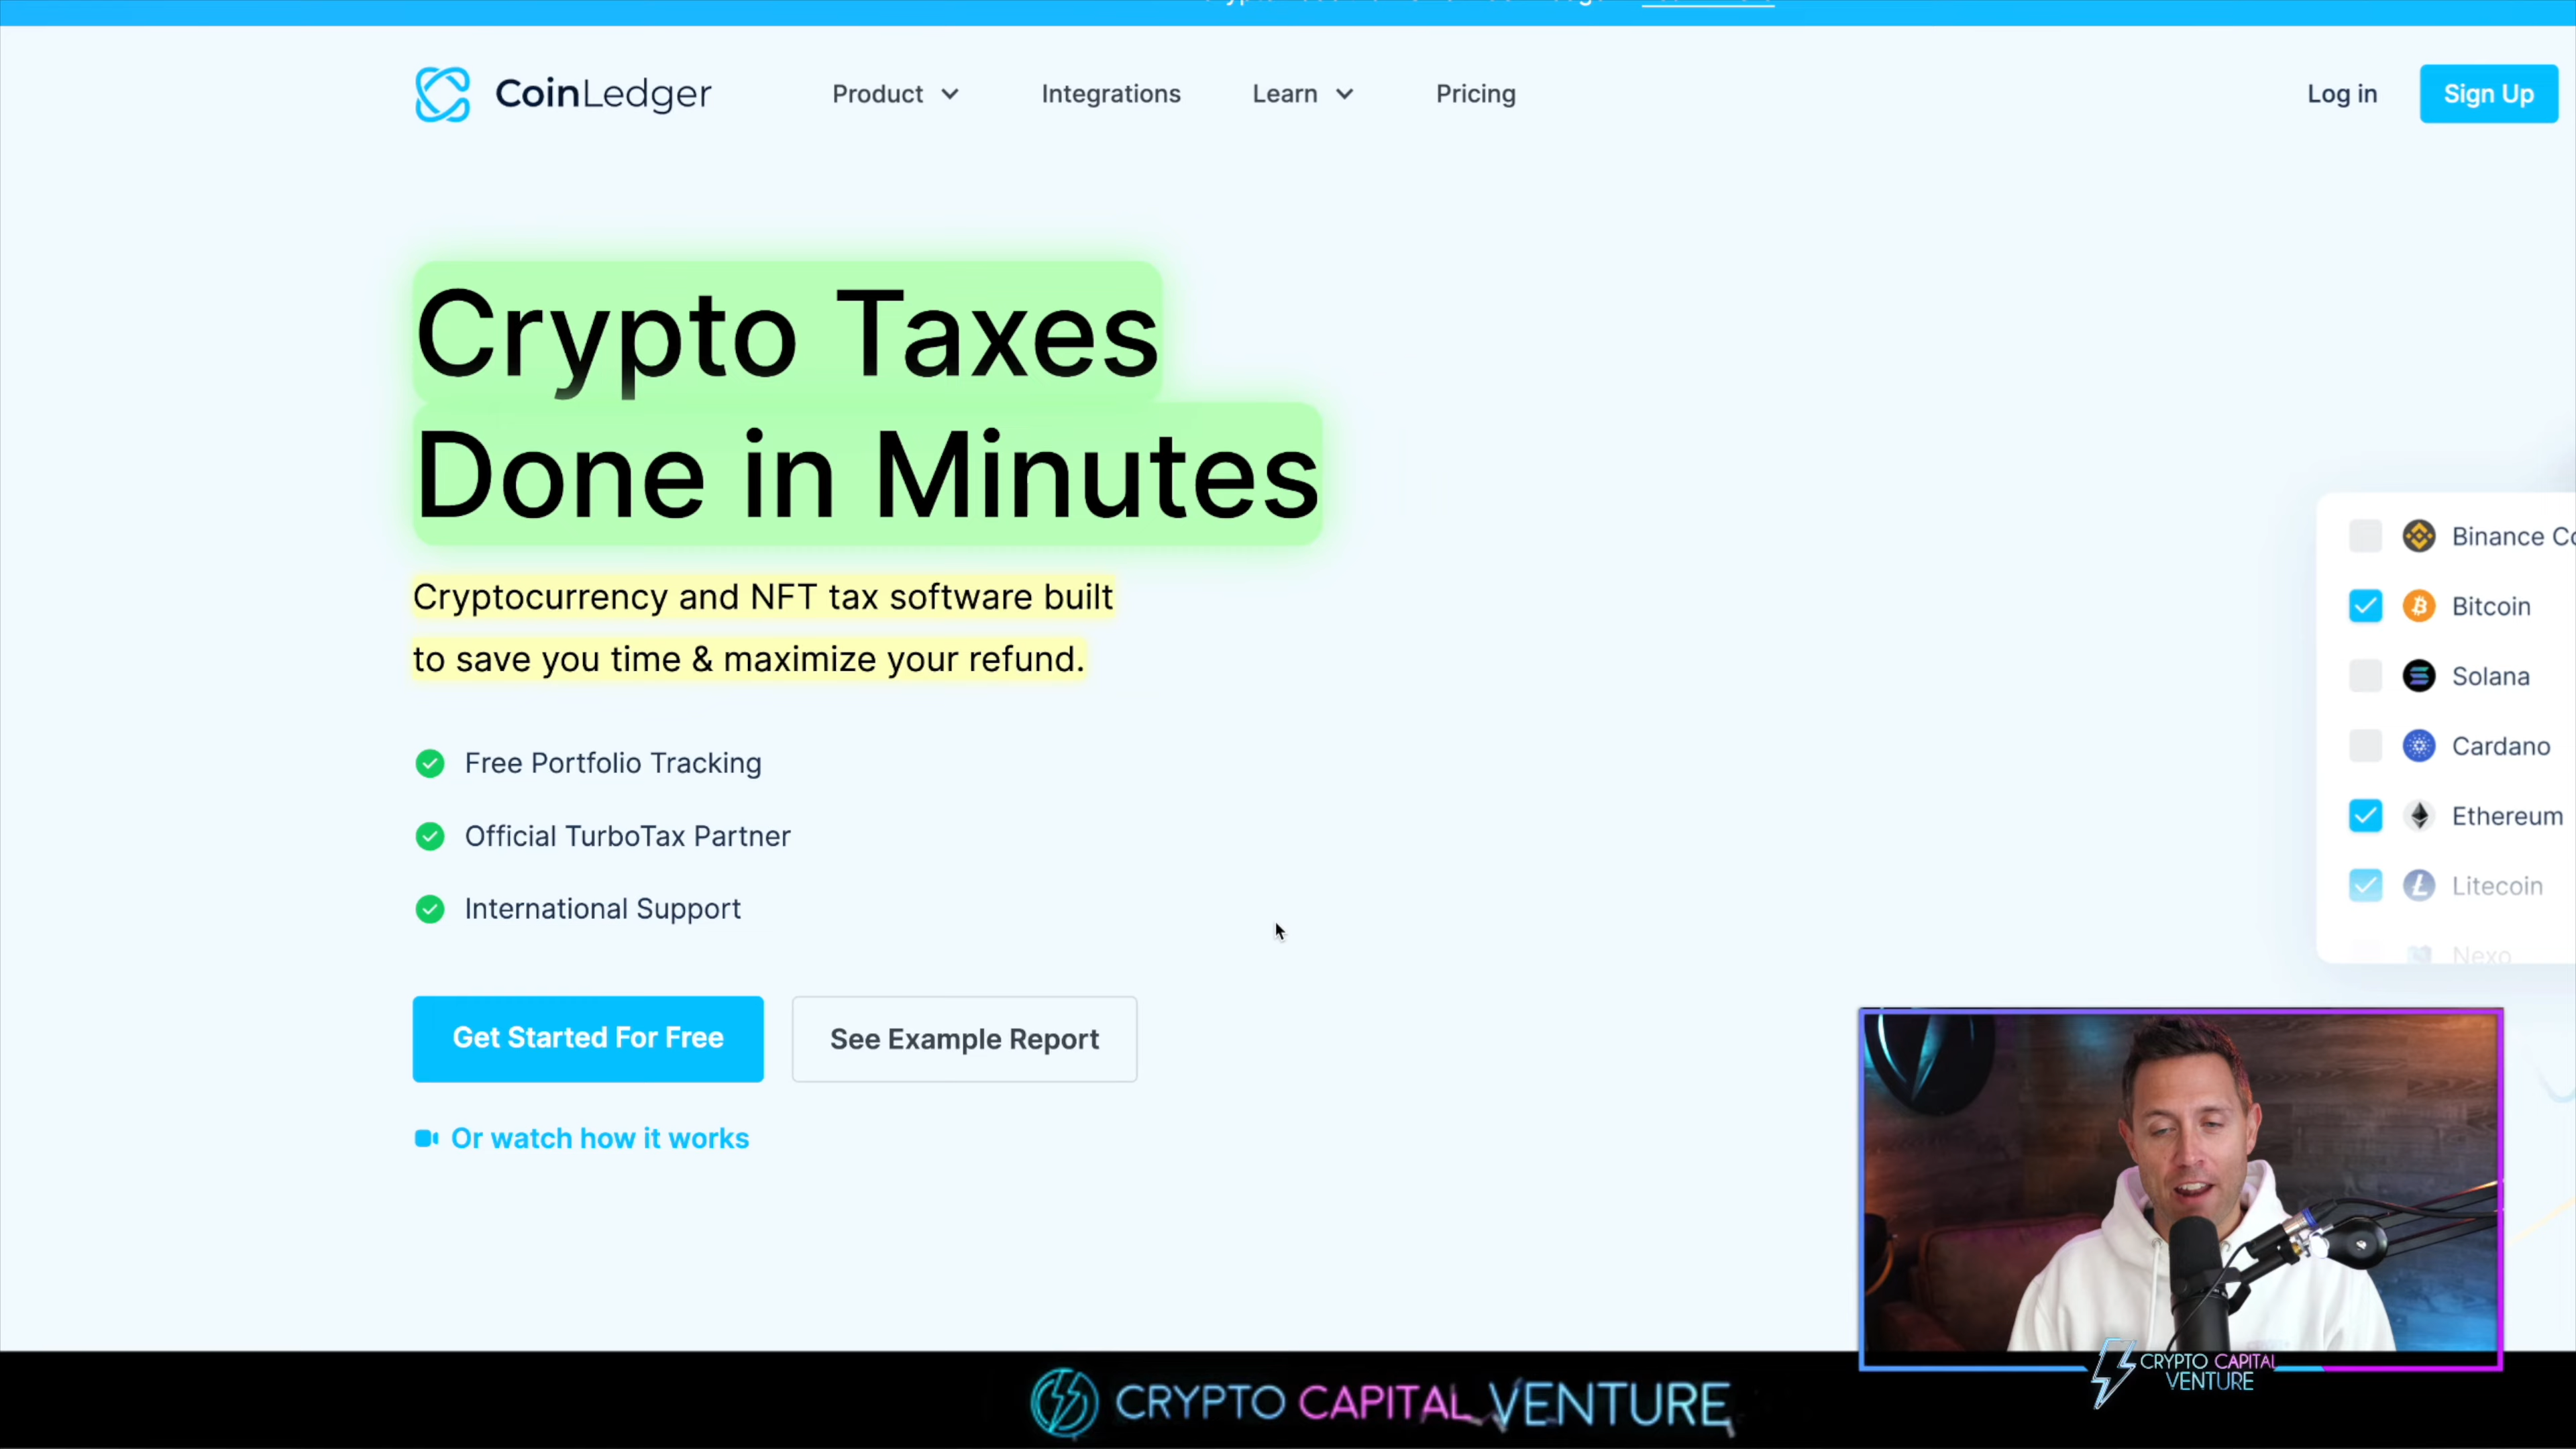 CoinLedger
Product
Integrations
Learn
Pricing
Log in
Sign Up
Crypto Taxes
Done in Minutes
Cryptocurrency and NFT tax software built
to save you time & maximize your refund.
Free Portfolio Tracking
Official TurboTax Partner
International Support
Get Started For Free
See Example Report
Or watch how it works
Binance
Bitcoin
Solana
Cardano
Ethereum
Litecoin
Nexo
CRYPTO CAPITAL
VENTURE
CRYPTO CAPITAL VENTURE